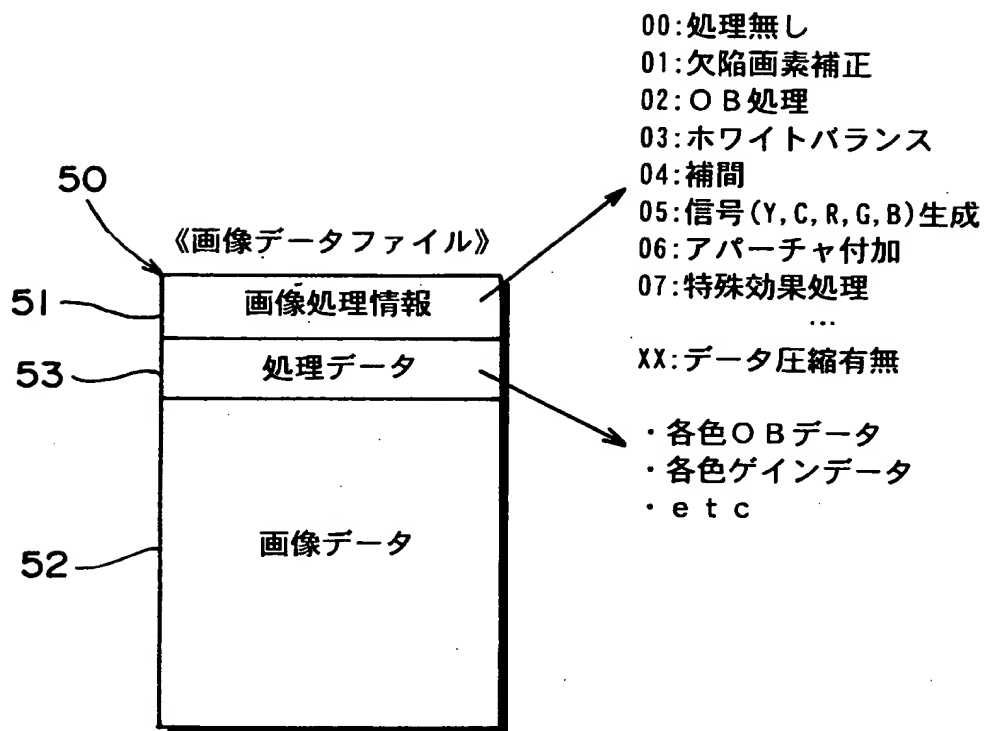 00:処理無し
01:欠陥画素補正
02:OB処理
03:ホワイトバランス
04:補間
05:信号(Y,C,R,G,B)生成
06:アパーチャ付加
07:特殊効果処理
…
XX:データ圧縮有無
・各色OBデータ
・各色ゲインデータ
・etc
50
《画像データファイル》
51
画像処理情報
53
処理データ
52
画像データ